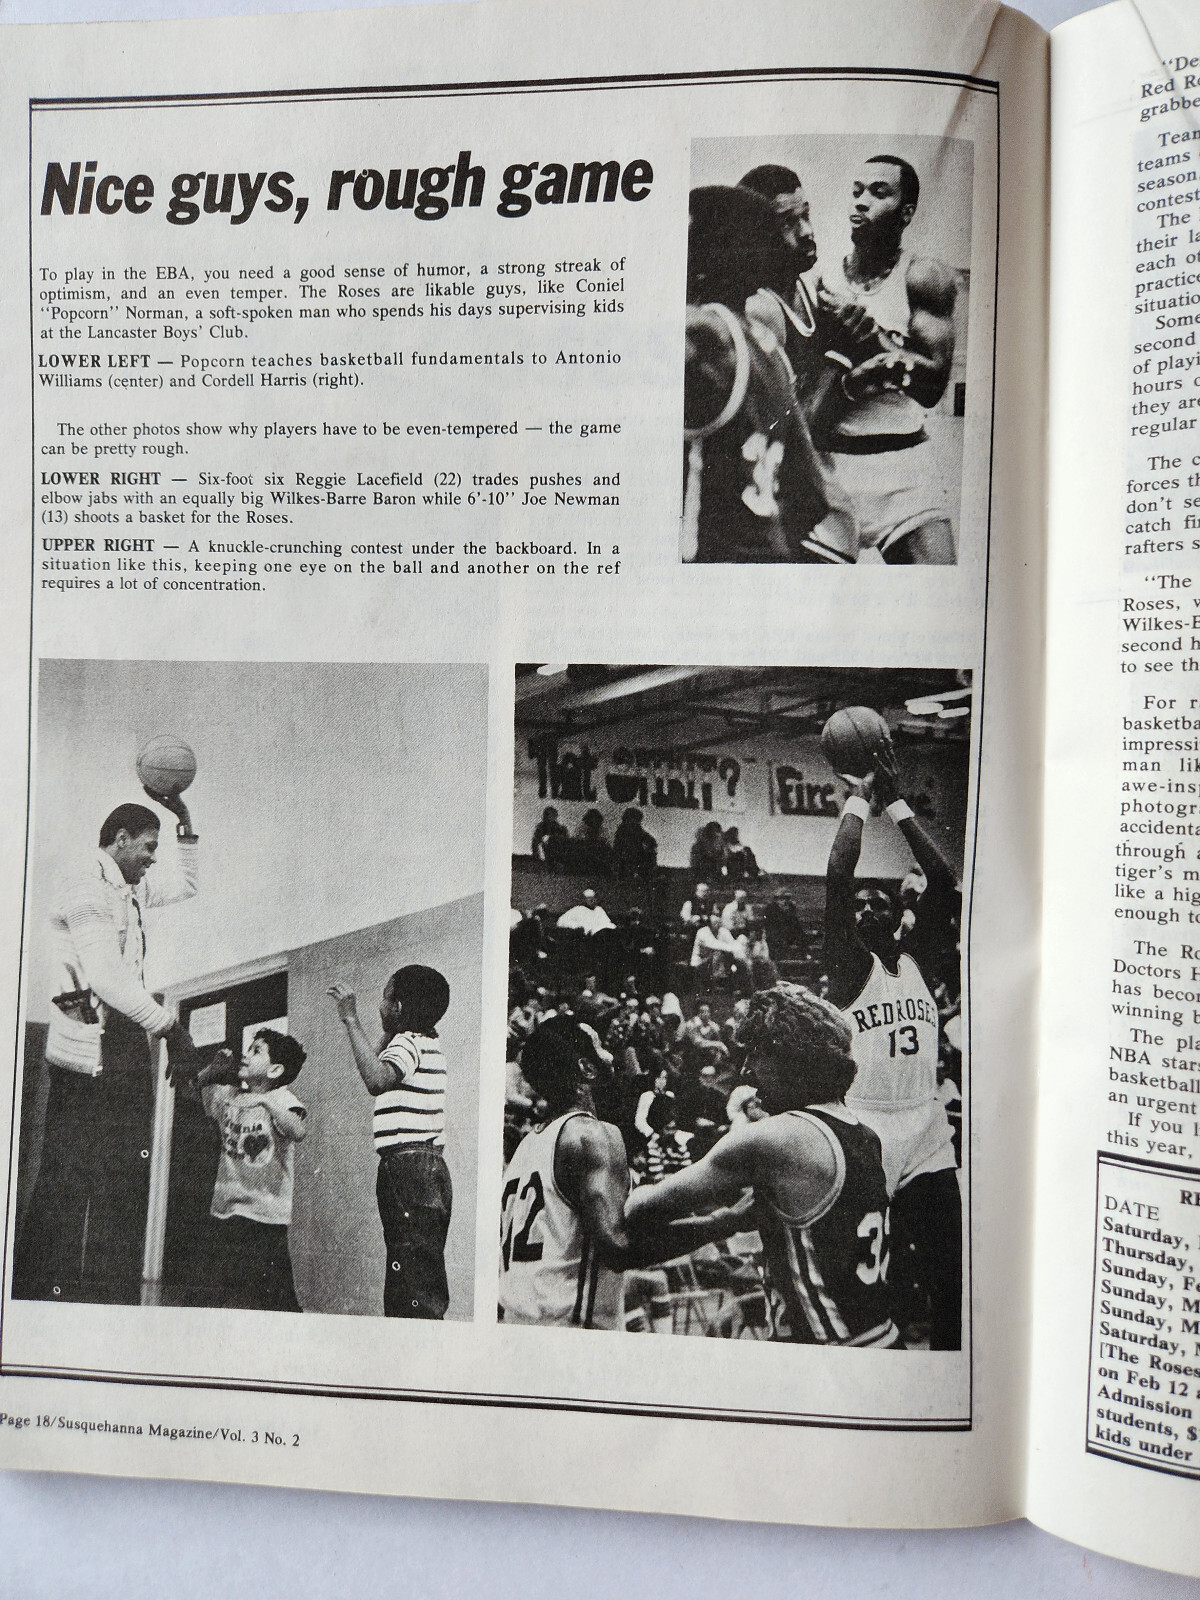 Nice guys, rough game
To play in the EBA, you need a good sense of humor, a strong streak of
optimism, and an even temper. The Roses are likable guys, like Coniel
"Popcorn" Norman, a soft-spoken man who spends his days supervising kids
at the Lancaster Boys' Club.
LOWER LEFT — Popcorn teaches basketball fundamentals to Antonio
Williams (center) and Cordell Harris (right).
The other photos show why players have to be even-tempered — the game
can be pretty rough.
LOWER RIGHT — Six-foot six Reggie Lacefield (22) trades pushes and
elbow jabs with an equally big Wilkes-Barre Baron while 6'-10'' Joe Newman
(13) shoots a basket for the Roses.
UPPER RIGHT — A knuckle-crunching contest under the backboard. In a
situation like this, keeping one eye on the ball and another on the ref
requires a lot of concentration.
That SPIRIT?
Fire
RED ROSES
13
Page 18/Susquehanna Magazine/Vol. 3 No. 2
"De
Red Ro
grabbe
Team
teams
season
contest
The
their la
each ot
practice
situatio
Some
second
of playi
hours o
they are
regular
The c
forces th
don't se
catch fi
rafters s
"The
Roses, w
Wilkes-B
second h
to see th
For r
basketba
impressi
man lik
awe-insp
photogra
accidenta
through a
tiger's m
like a hig
enough to
The Ro
Doctors H
has becom
winning b
The pla
NBA stars
basketball
an urgent
If you l
this year,
DATE
Saturday,
Thursday,
Sunday, Fe
Sunday, M
Sunday, M
Saturday, M
[The Roses
on Feb 12 a
Admission
students, $
kids under